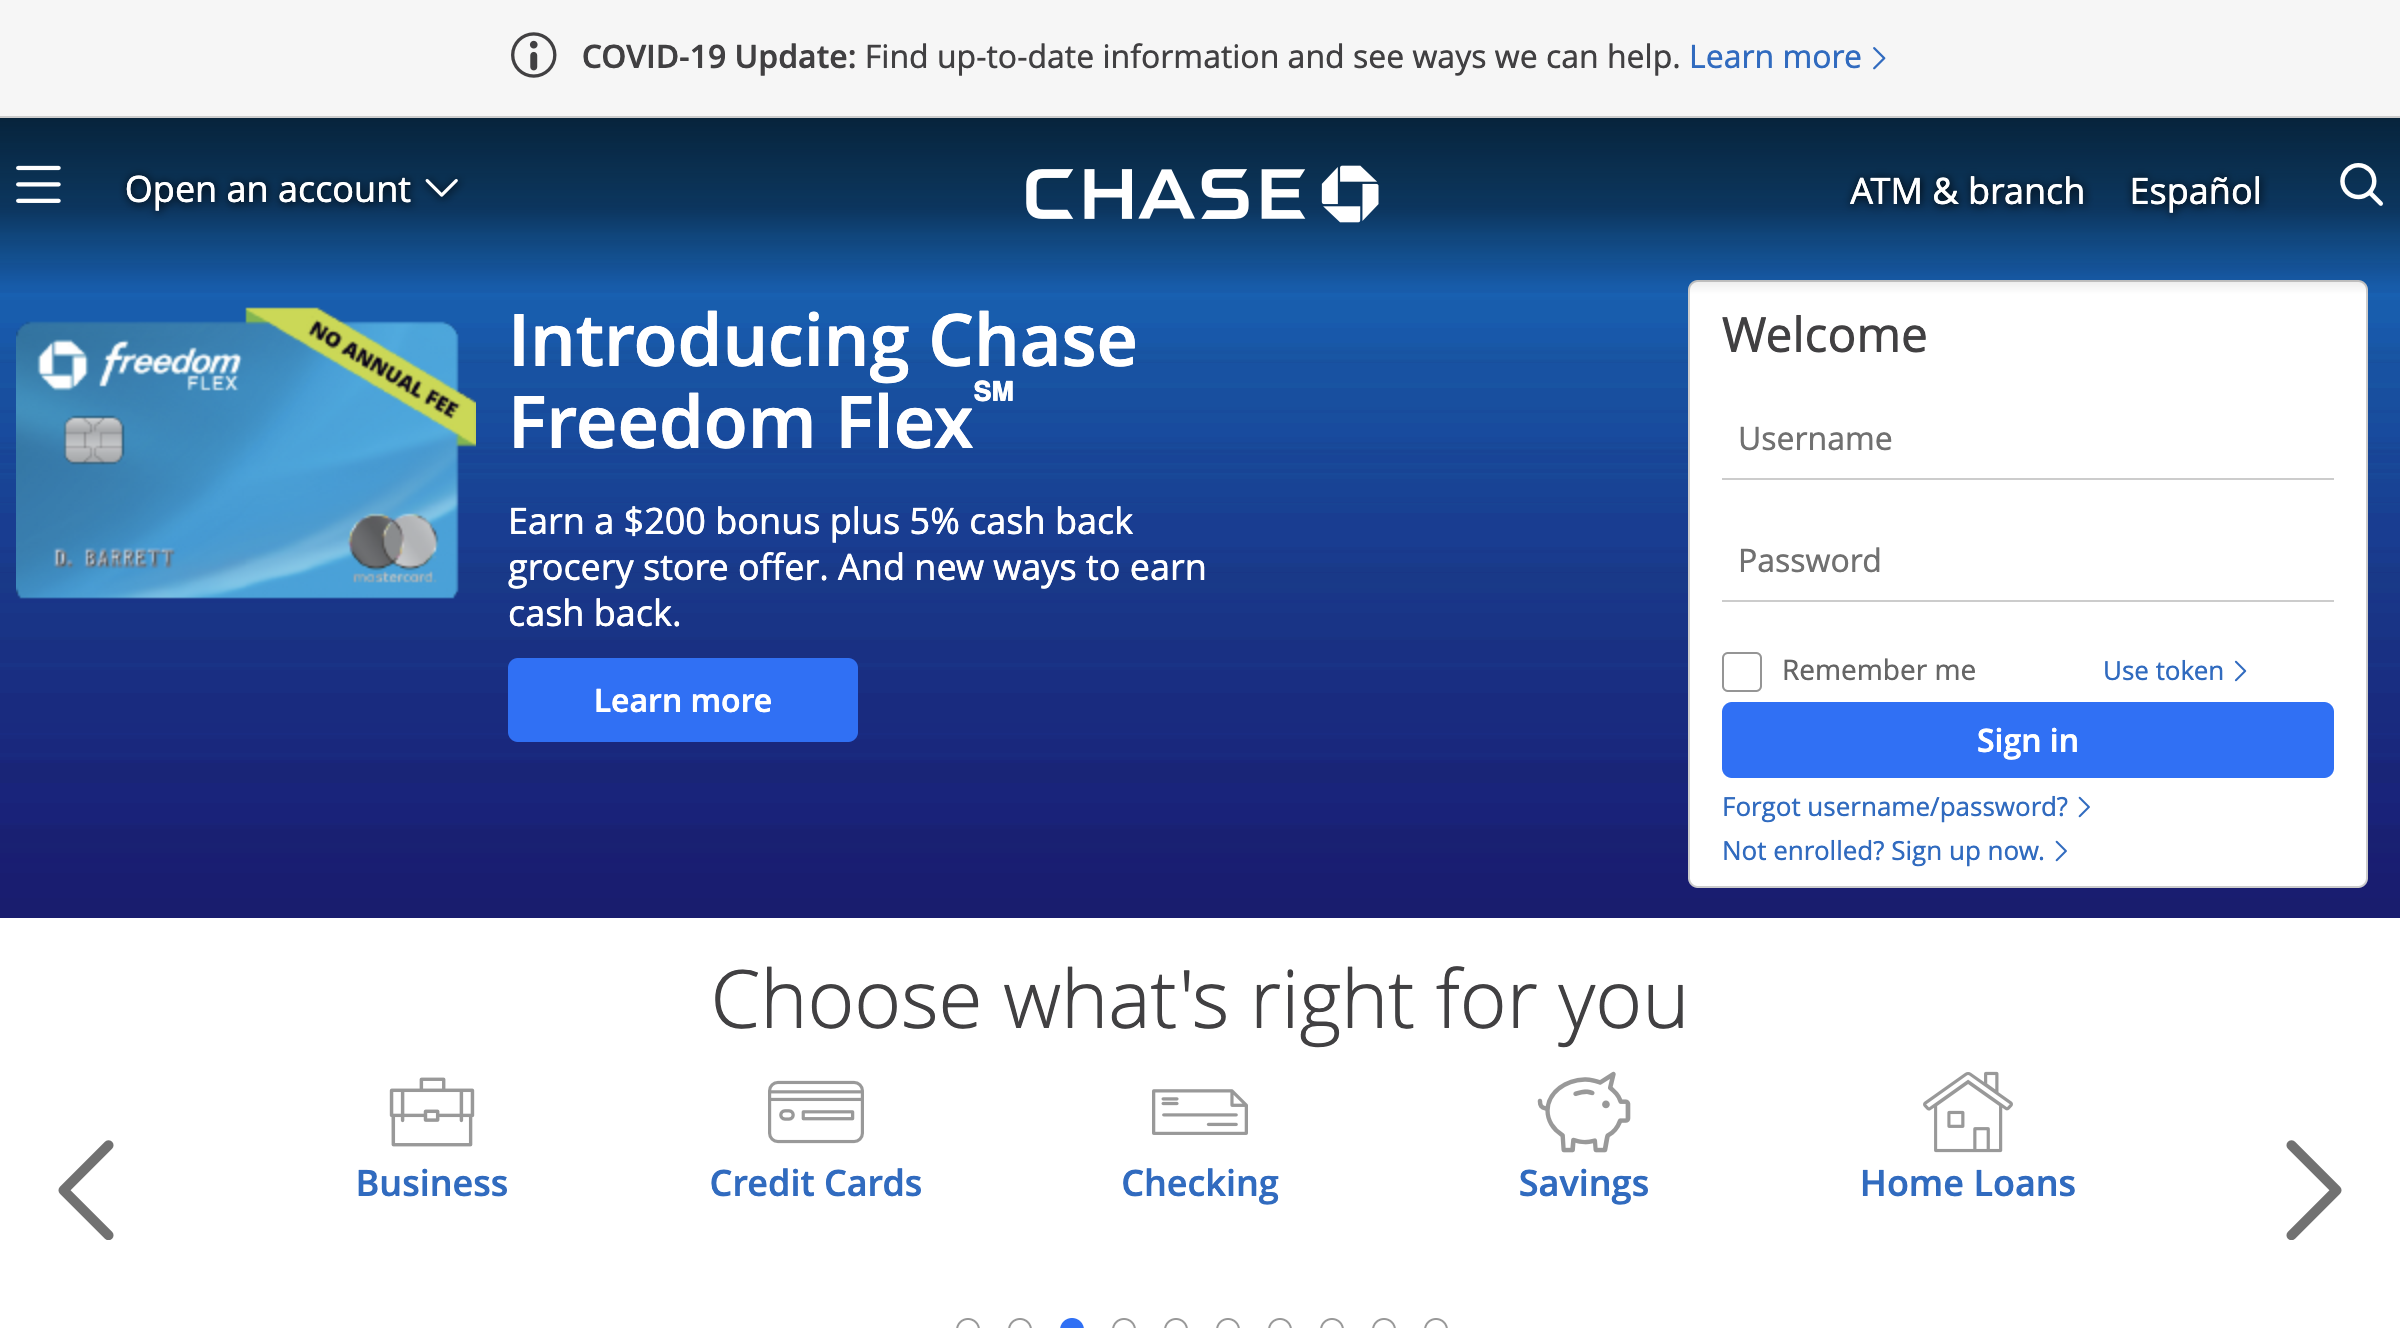 COVID-19 Update: Find up-to-date information and see ways we can help. Learn more
Open an account
CHASE
ATM & branch
Español
freedom
FLEX
NO ANNUAL FEE
D. BARRETT
mastercard.
Introducing Chase
Freedom Flex℠
Earn a $200 bonus plus 5% cash back
grocery store offer. And new ways to earn
cash back.
Learn more
Welcome
Username
Password
Remember me
Use token
Sign in
Forgot username/password?
Not enrolled? Sign up now.
Choose what's right for you
Business
Credit Cards
Checking
Savings
Home Loans